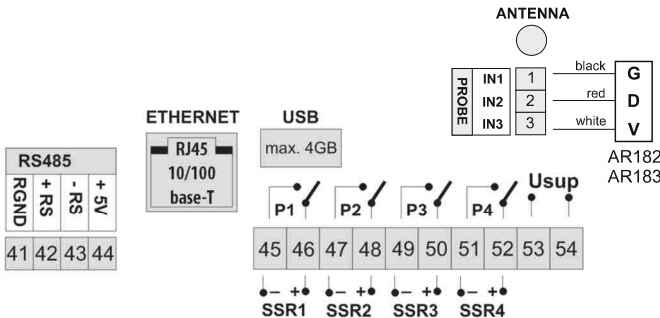 ANTENNA
PROBE
IN1 1 black G
IN2 2 red D
IN3 3 white V
AR182
AR183
ETHERNET
RJ45
10/100
base-T
USB
max. 4GB
RS485
RGND + RS - RS + 5V
41 42 43 44
P1 P2 P3 P4 Usup
45 46 47 48 49 50 51 52 53 54
– + – + – + – +
SSR1 SSR2 SSR3 SSR4